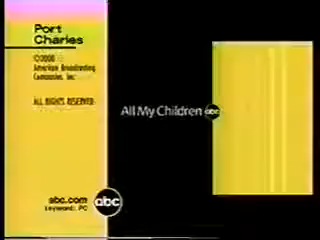 Port
Charles
©2000
American Broadcasting
Companies, Inc.
ALL RIGHTS RESERVED
All My Children abc
abc.com
keyword: PC
abc